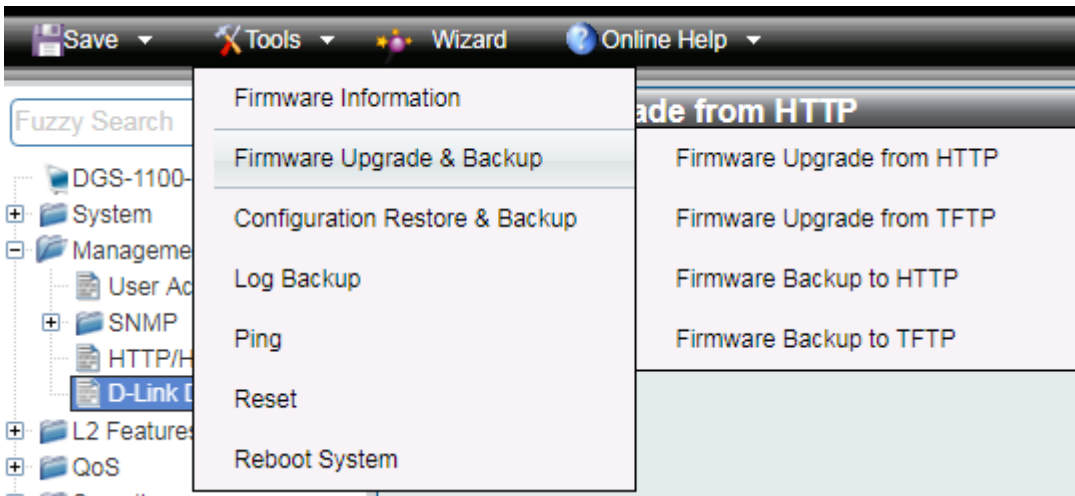 Save
Tools
Wizard
Online Help
Fuzzy Search
DGS-1100-
System
Manageme
User Ac
SNMP
HTTP/H
D-Link
L2 Features
QoS
Firmware Information
Firmware Upgrade & Backup
Configuration Restore & Backup
Log Backup
Ping
Reset
Reboot System
ade from HTTP
Firmware Upgrade from HTTP
Firmware Upgrade from TFTP
Firmware Backup to HTTP
Firmware Backup to TFTP